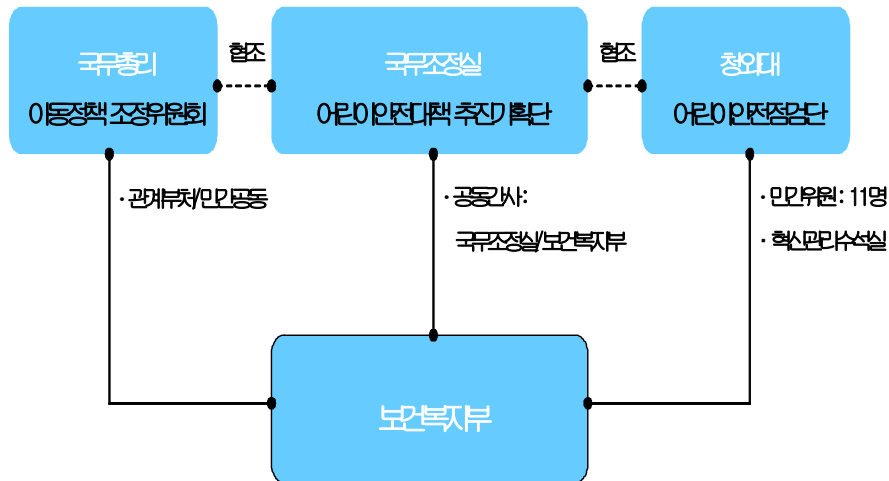 국무총리
아동정책 조정위원회
협조
국무조정실
어린이안전대책 추진기획단
협조
청와대
어린이안전점검단
· 관계부처/민간공동
· 공동간사 :
국무조정실/보건복지부
· 민간위원 : 11명
· 혁신관리수석실
보건복지부